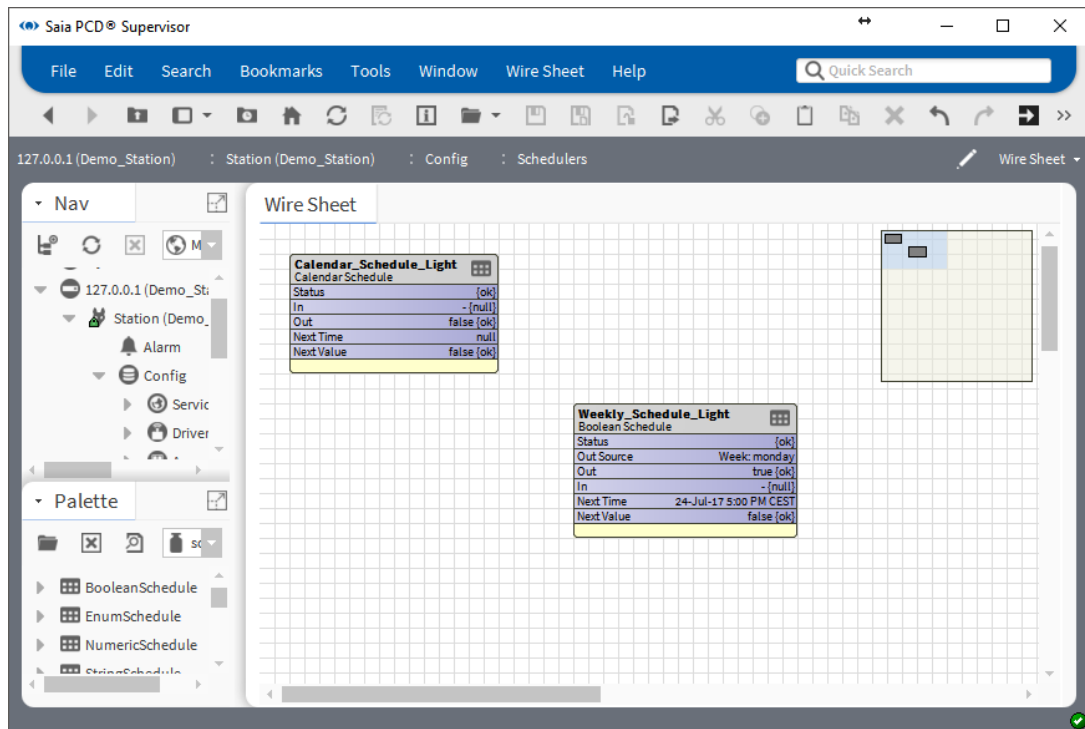 Saia PCD® Supervisor
File Edit Search Bookmarks Tools Window Wire Sheet Help Quick Search
127.0.0.1 (Demo_Station) : Station (Demo_Station) : Config : Schedulers Wire Sheet
Nav
M
127.0.0.1 (Demo_St
Station (Demo_
Alarm
Config
Servic
Driver
Palette
sc
BooleanSchedule
EnumSchedule
NumericSchedule
StringSchedule
Wire Sheet
Calendar_Schedule_Light
Calendar Schedule
Status {ok}
In - {null}
Out false {ok}
Next Time null
Next Value false {ok}
Weekly_Schedule_Light
Boolean Schedule
Status {ok}
Out Source Week: monday
Out true {ok}
In - {null}
Next Time 24-Jul-17 5:00 PM CEST
Next Value false {ok}